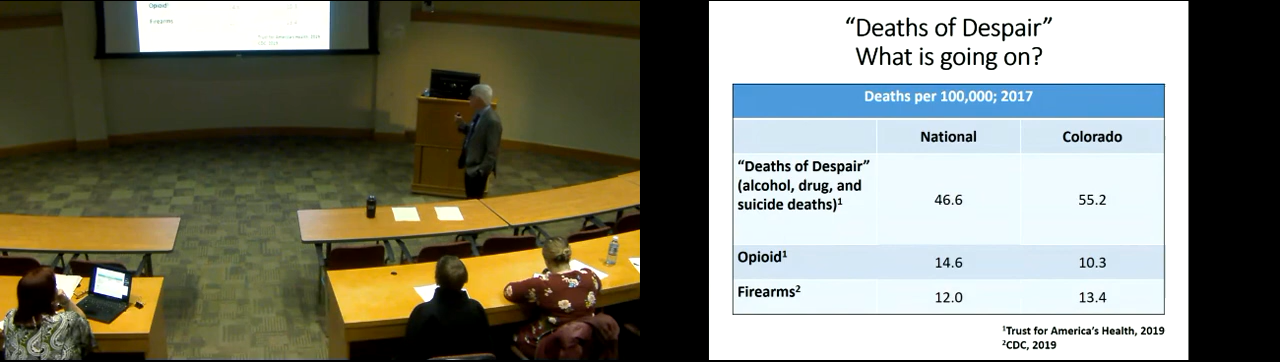 Opioid¹
"Deaths of Despair"
What is going on?
Deaths per 100,000; 2017
National Colorado
"Deaths of Despair"
(alcohol, drug, and
suicide deaths)¹ 46.6 55.2
Opioid¹ 14.6 10.3
Firearms² 12.0 13.4
¹Trust for America's Health, 2019
²CDC, 2019